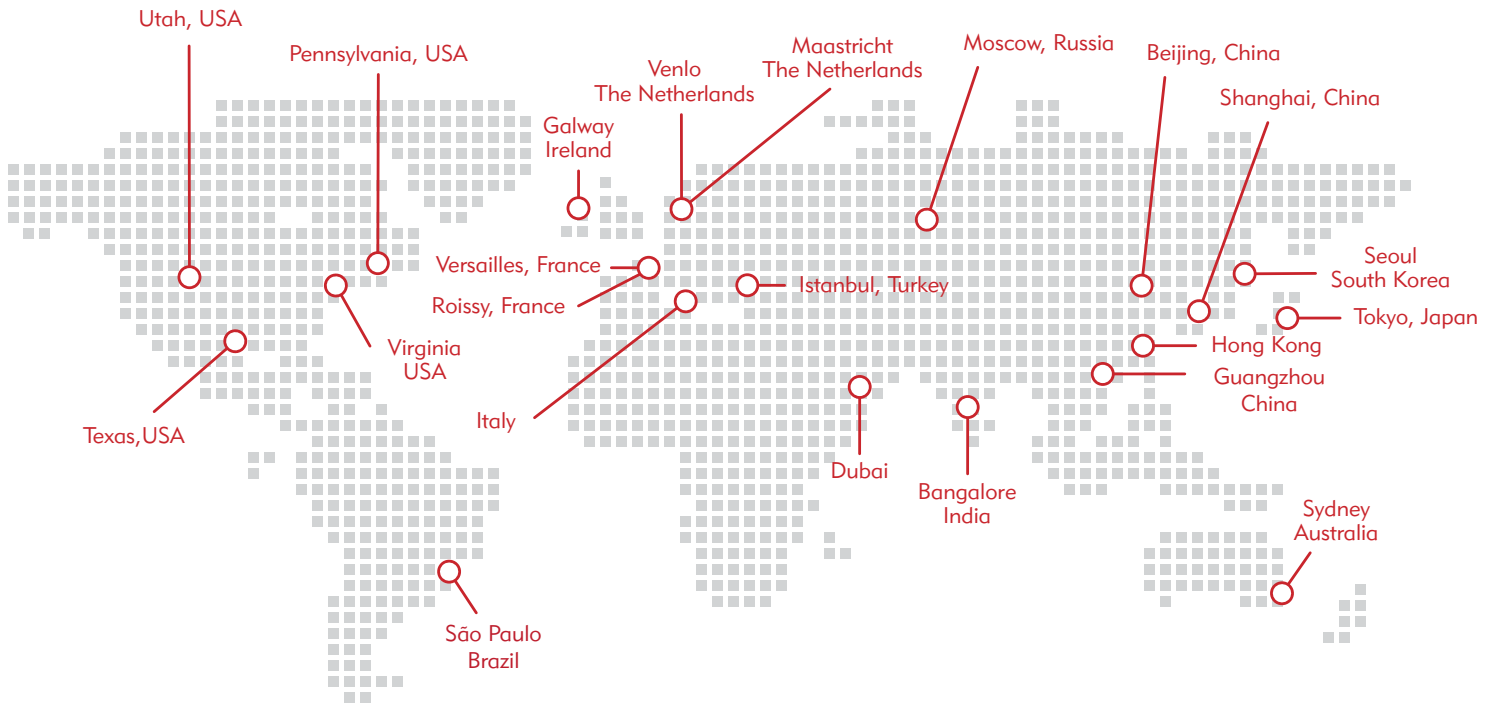 Utah, USA
Pennsylvania, USA
Venlo
The Netherlands
Maastricht
The Netherlands
Moscow, Russia
Beijing, China
Shanghai, China
Galway
Ireland
Versailles, France
Roissy, France
Istanbul, Turkey
Seoul
South Korea
Tokyo, Japan
Virginia
USA
Hong Kong
Guangzhou
China
Texas,USA
Italy
Dubai
Bangalore
India
Sydney
Australia
São Paulo
Brazil